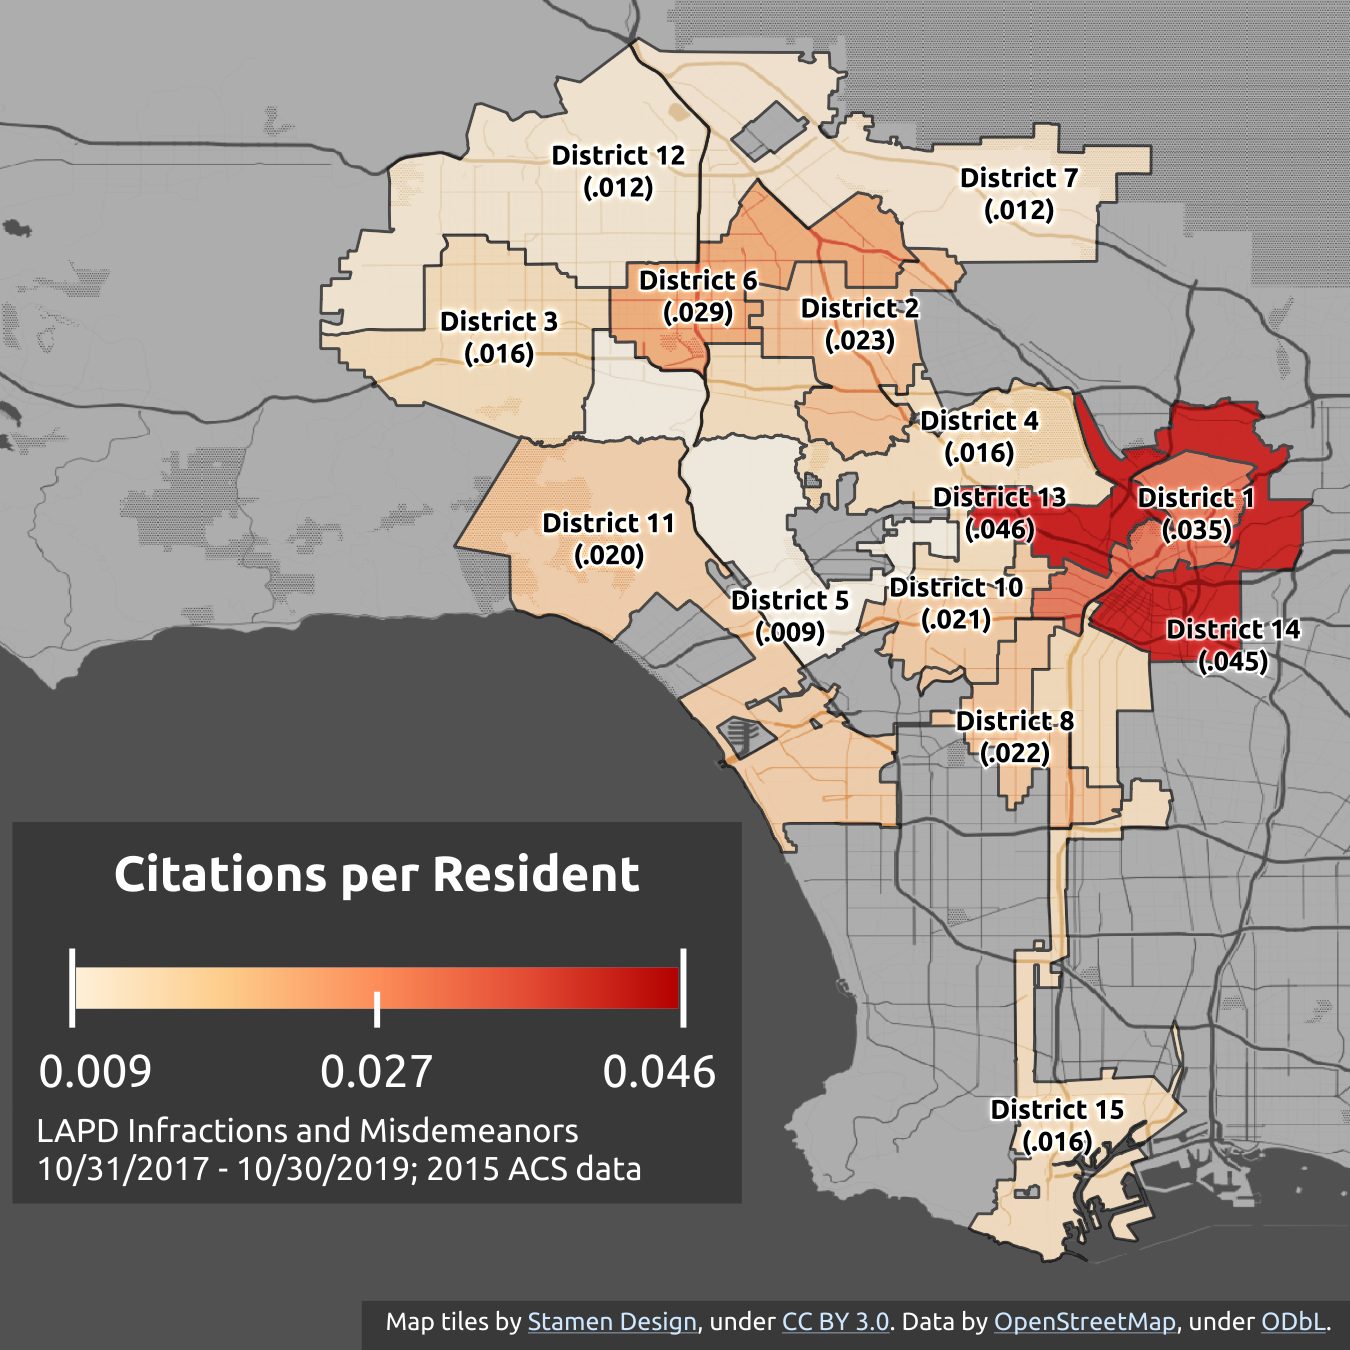 District 12
(.012)
District 7
(.012)
District 6
(.029)
District 2
(.023)
District 3
(.016)
District 4
(.016)
District 13
(.046)
District 1
(.035)
District 11
(.020)
District 5
(.009)
District 10
(.021)
District 14
(.045)
District 8
(.022)
Citations per Resident
0.009 0.027 0.046
LAPD Infractions and Misdemeanors
10/31/2017 - 10/30/2019; 2015 ACS data
District 15
(.016)
Map tiles by Stamen Design, under CC BY 3.0. Data by OpenStreetMap, under ODbL.